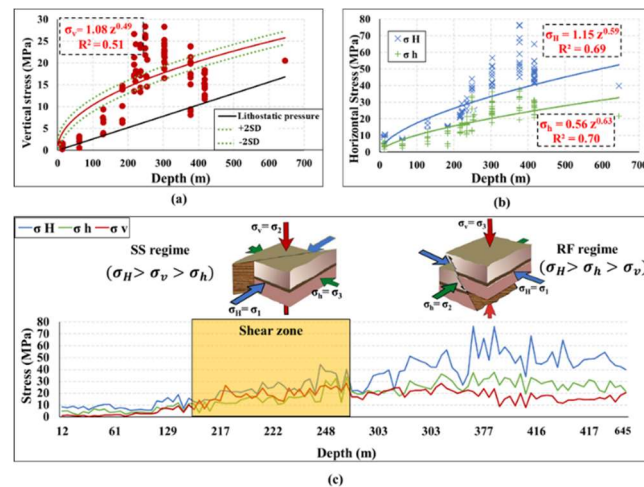 σv= 1.08 z^0.49
R² = 0.51
Vertical stress (MPa)
30
25
20
15
10
5
0
Lithostatic pressure
+2SD
-2SD
0 100 200 300 400 500 600 700
Depth (m)
(a)
σH = 1.15 z^0.59
R² = 0.69
Horizontal Stress (MPa)
80
70
60
50
40
30
20
10
0
σ H
σ h
σh = 0.56 z^0.63
R² = 0.70
0 100 200 300 400 500 600 700
Depth (m)
(b)
σ H σ h σ v
SS regime
(σH > σv > σh)
σv= σ2
σH= σ1
σh= σ3
RF regime
(σH > σh > σv)
σv= σ3
σh= σ2
σH= σ1
Shear zone
Stress (MPa)
80
70
60
50
40
30
20
10
0
12 61 129 217 222 248 303 303 377 416 417 645
Depth (m)
(c)